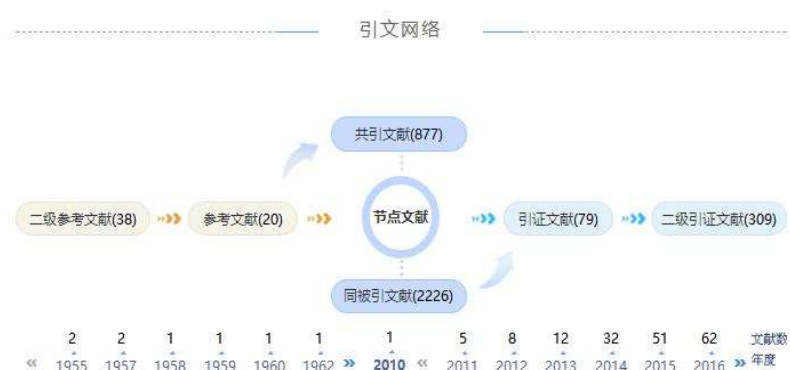 引文网络
共引文献(877)
二级参考文献(38) 参考文献(20) 节点文献 引证文献(79) 二级引证文献(309)
同被引文献(2226)
2 2 1 1 1 1 1 5 8 12 32 51 62 文献数
1955 1957 1958 1959 1960 1962 2010 2011 2012 2013 2014 2015 2016 年度